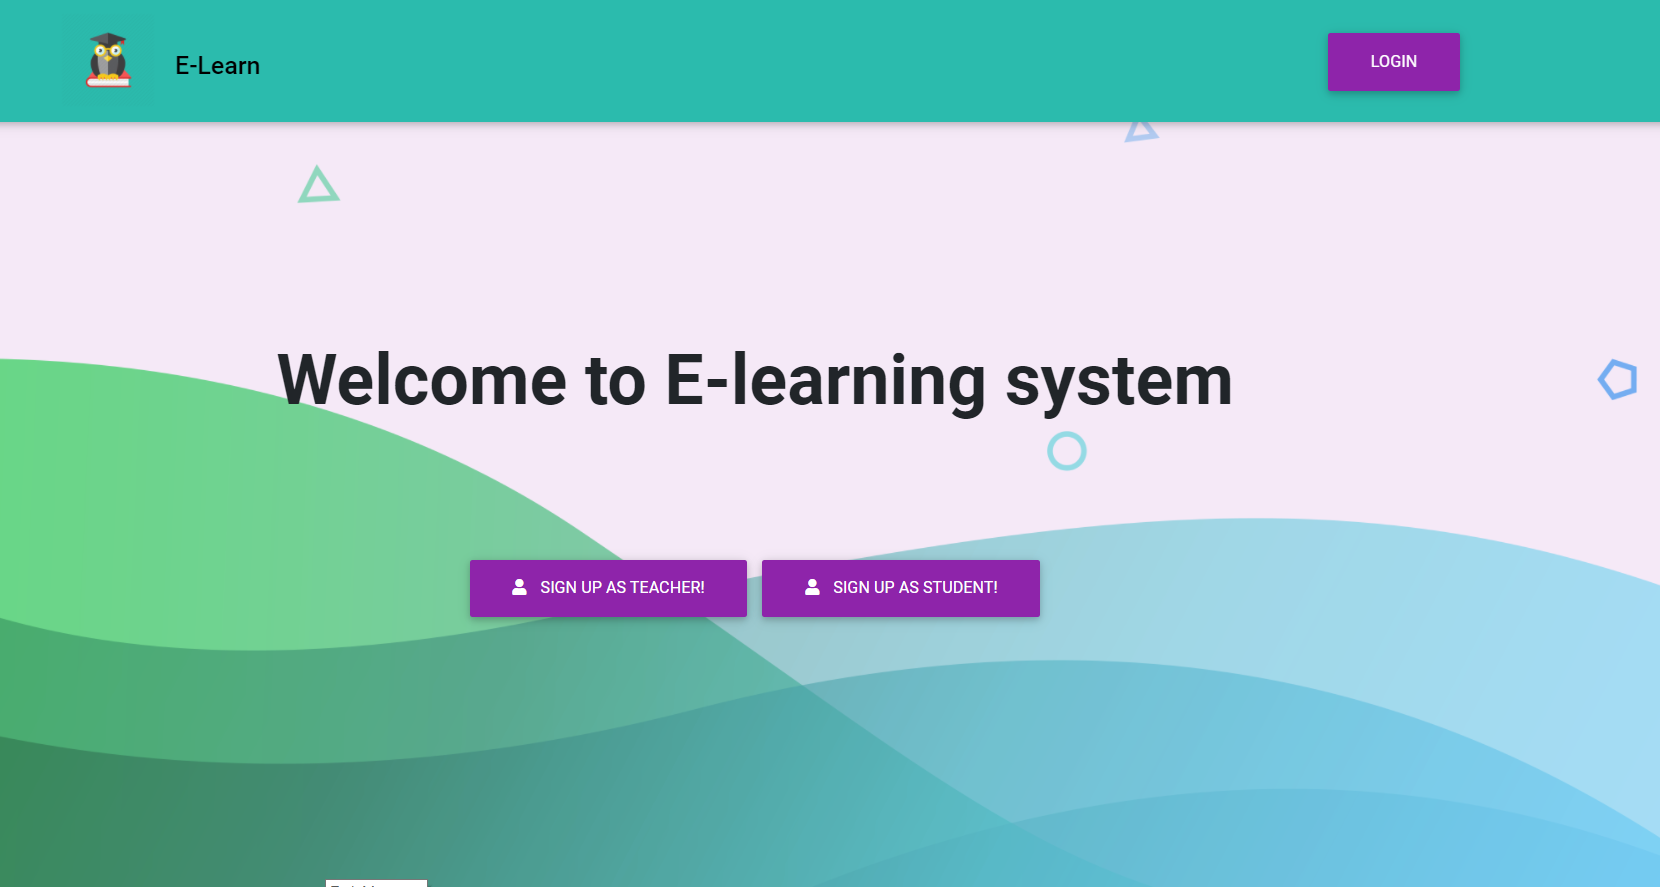 E-Learn
LOGIN
Welcome to E-learning system
SIGN UP AS TEACHER!
SIGN UP AS STUDENT!